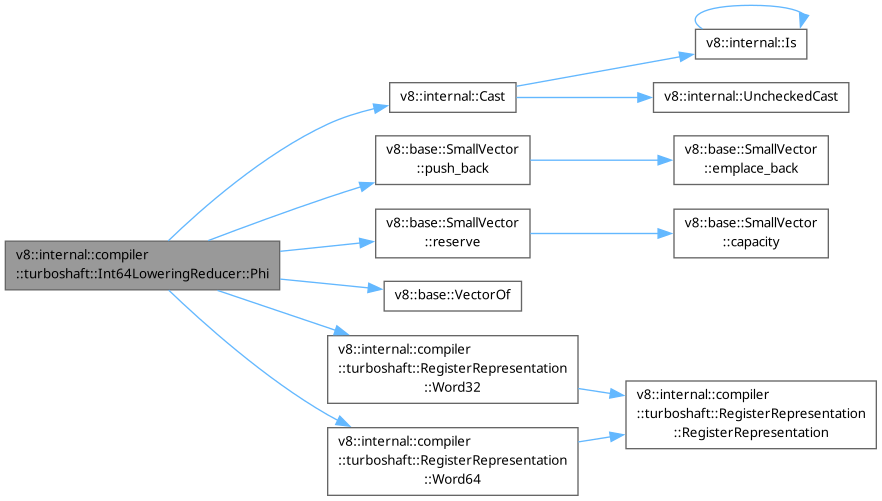 v8::internal::Is
v8::internal::Cast
v8::internal::UncheckedCast
v8::base::SmallVector
::push_back
v8::base::SmallVector
::emplace_back
v8::base::SmallVector
::reserve
v8::base::SmallVector
::capacity
v8::internal::compiler
::turboshaft::Int64LoweringReducer::Phi
v8::base::VectorOf
v8::internal::compiler
::turboshaft::RegisterRepresentation
::Word32
v8::internal::compiler
::turboshaft::RegisterRepresentation
::RegisterRepresentation
v8::internal::compiler
::turboshaft::RegisterRepresentation
::Word64